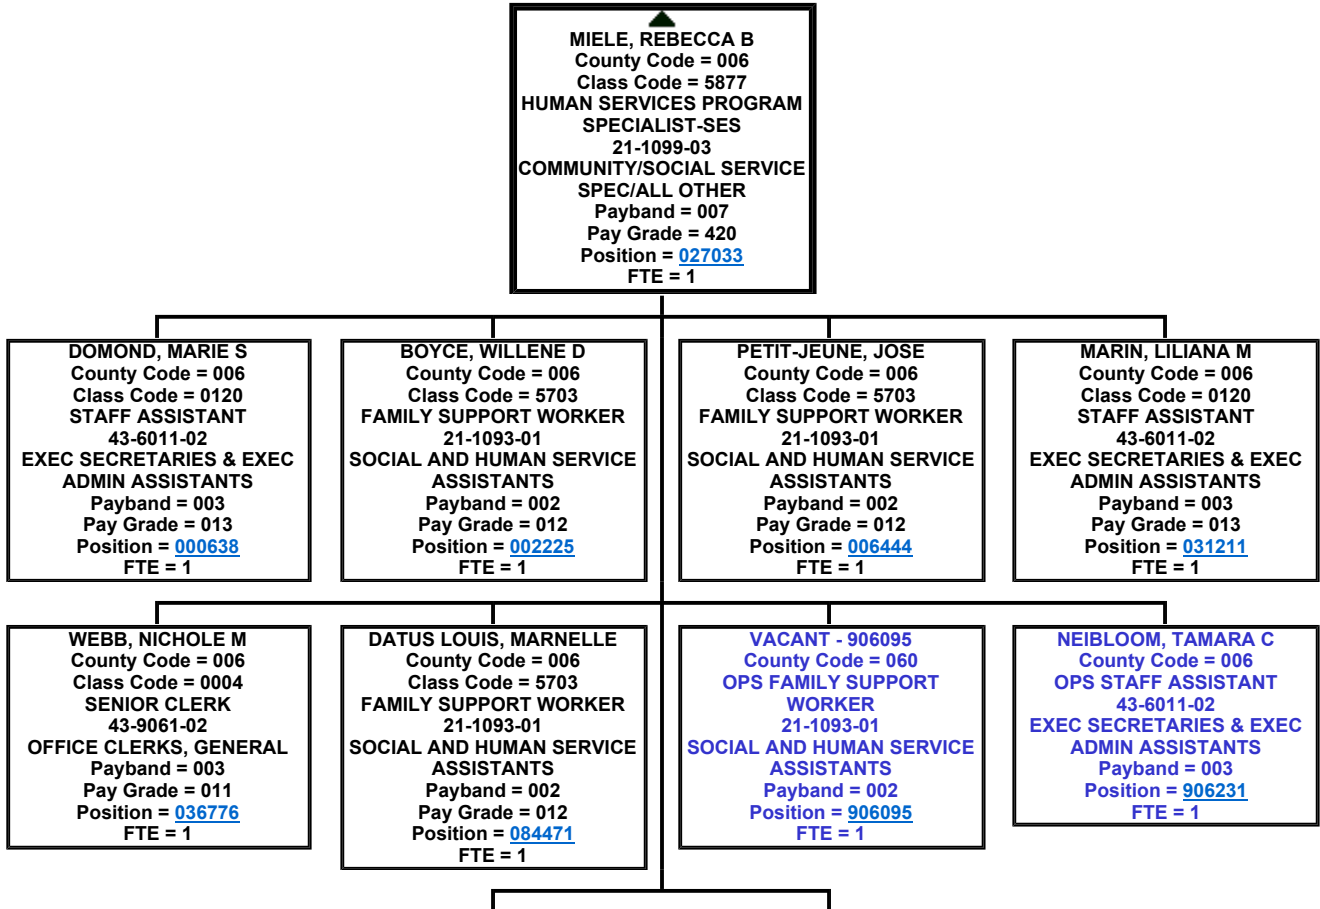 MIELE, REBECCA B
County Code = 006
Class Code = 5877
HUMAN SERVICES PROGRAM
SPECIALIST-SES
21-1099-03
COMMUNITY/SOCIAL SERVICE
SPEC/ALL OTHER
Payband = 007
Pay Grade = 420
Position = 027033
FTE = 1
DOMOND, MARIE S
County Code = 006
Class Code = 0120
STAFF ASSISTANT
43-6011-02
EXEC SECRETARIES & EXEC
ADMIN ASSISTANTS
Payband = 003
Pay Grade = 013
Position = 000638
FTE = 1
BOYCE, WILLENE D
County Code = 006
Class Code = 5703
FAMILY SUPPORT WORKER
21-1093-01
SOCIAL AND HUMAN SERVICE
ASSISTANTS
Payband = 002
Pay Grade = 012
Position = 002225
FTE = 1
PETIT-JEUNE, JOSE
County Code = 006
Class Code = 5703
FAMILY SUPPORT WORKER
21-1093-01
SOCIAL AND HUMAN SERVICE
ASSISTANTS
Payband = 002
Pay Grade = 012
Position = 006444
FTE = 1
MARIN, LILIANA M
County Code = 006
Class Code = 0120
STAFF ASSISTANT
43-6011-02
EXEC SECRETARIES & EXEC
ADMIN ASSISTANTS
Payband = 003
Pay Grade = 013
Position = 031211
FTE = 1
WEBB, NICHOLE M
County Code = 006
Class Code = 0004
SENIOR CLERK
43-9061-02
OFFICE CLERKS, GENERAL
Payband = 003
Pay Grade = 011
Position = 036776
FTE = 1
DATUS LOUIS, MARNELLE
County Code = 006
Class Code = 5703
FAMILY SUPPORT WORKER
21-1093-01
SOCIAL AND HUMAN SERVICE
ASSISTANTS
Payband = 002
Pay Grade = 012
Position = 084471
FTE = 1
VACANT - 906095
County Code = 060
OPS FAMILY SUPPORT
WORKER
21-1093-01
SOCIAL AND HUMAN SERVICE
ASSISTANTS
Payband = 002
Position = 906095
FTE = 1
NEIBLOOM, TAMARA C
County Code = 006
OPS STAFF ASSISTANT
43-6011-02
EXEC SECRETARIES & EXEC
ADMIN ASSISTANTS
Payband = 003
Position = 906231
FTE = 1